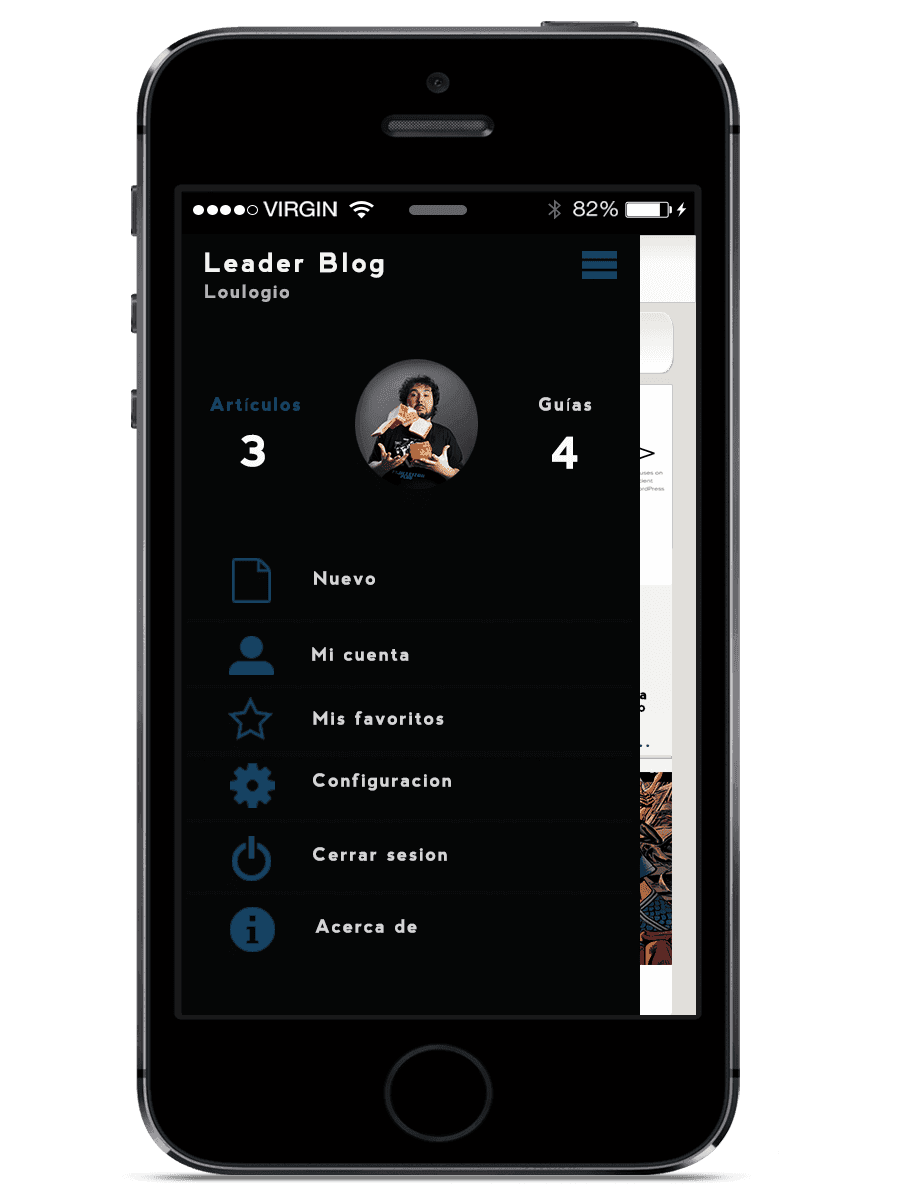 VIRGIN 82%
Leader Blog
Loulogio
Artículos
Guías
3
4
Nuevo
Mi cuenta
Mis favoritos
Configuracion
Cerrar sesion
Acerca de